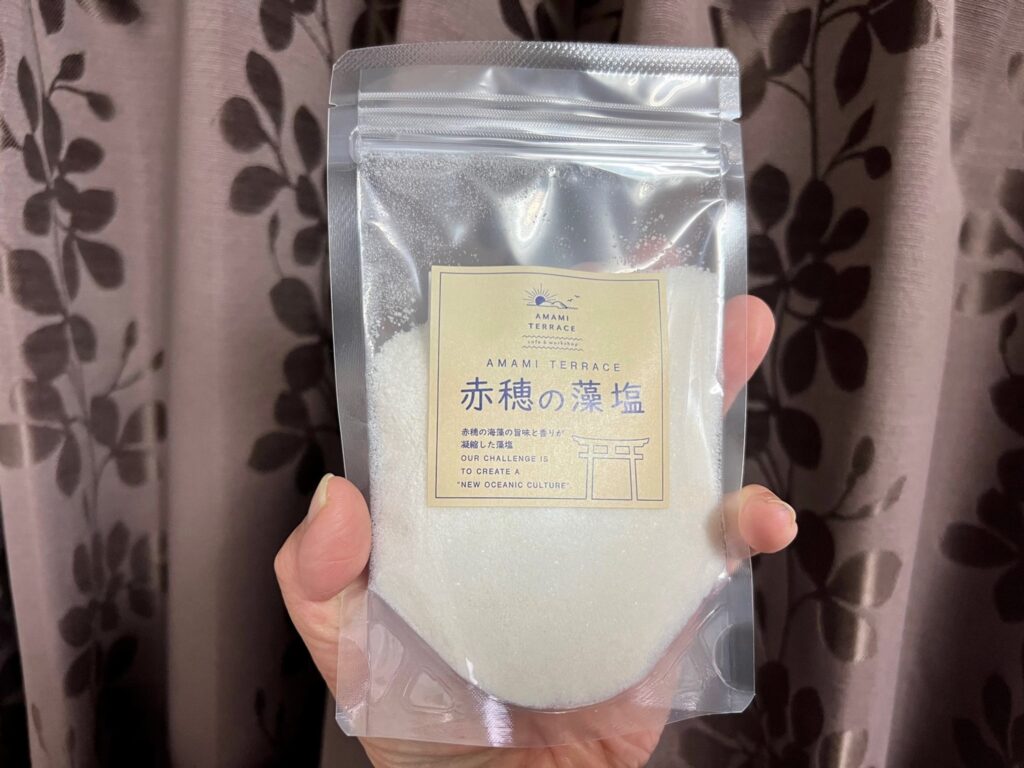 AMAMI
TERRACE
cafe & workshop
AMAMI TERRACE
赤穂の藻塩
赤穂の海藻の旨味と香りが
凝縮した藻塩
OUR CHALLENGE IS
TO CREATE A
"NEW OCEANIC CULTURE".